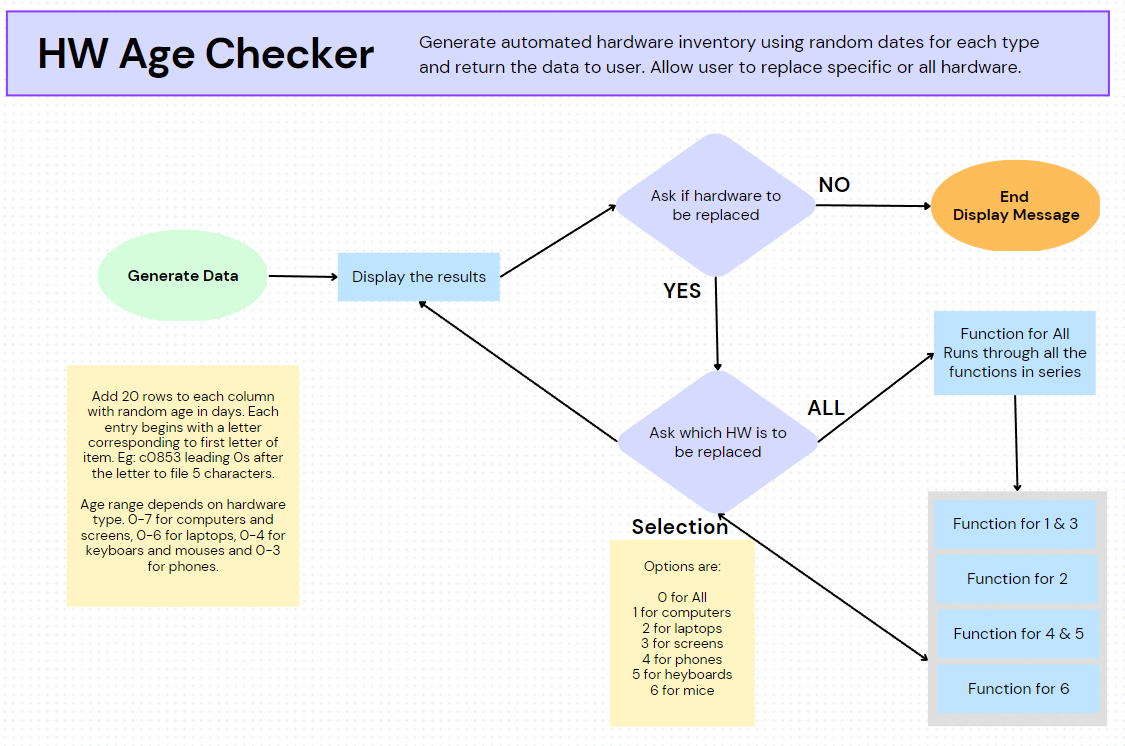 HW Age Checker
Generate automated hardware inventory using random dates for each type
and return the data to user. Allow user to replace specific or all hardware.
Ask if hardware to
be replaced
NO
End
Display Message
Generate Data
Display the results
YES
Function for All
Runs through all the
functions in series
Add 20 rows to each column
with random age in days. Each
entry begins with a letter
corresponding to first letter of
item. Eg: c0853 leading 0s after
the letter to file 5 characters.
Age range depends on hardware
type. 0-7 for computers and
screens, 0-6 for laptops, 0-4 for
keyboars and mouses and 0-3
for phones.
ALL
Ask which HW is to
be replaced
Selection
Options are:
0 for All
1 for computers
2 for laptops
3 for screens
4 for phones
5 for heyboards
6 for mice
Function for 1 & 3
Function for 2
Function for 4 & 5
Function for 6